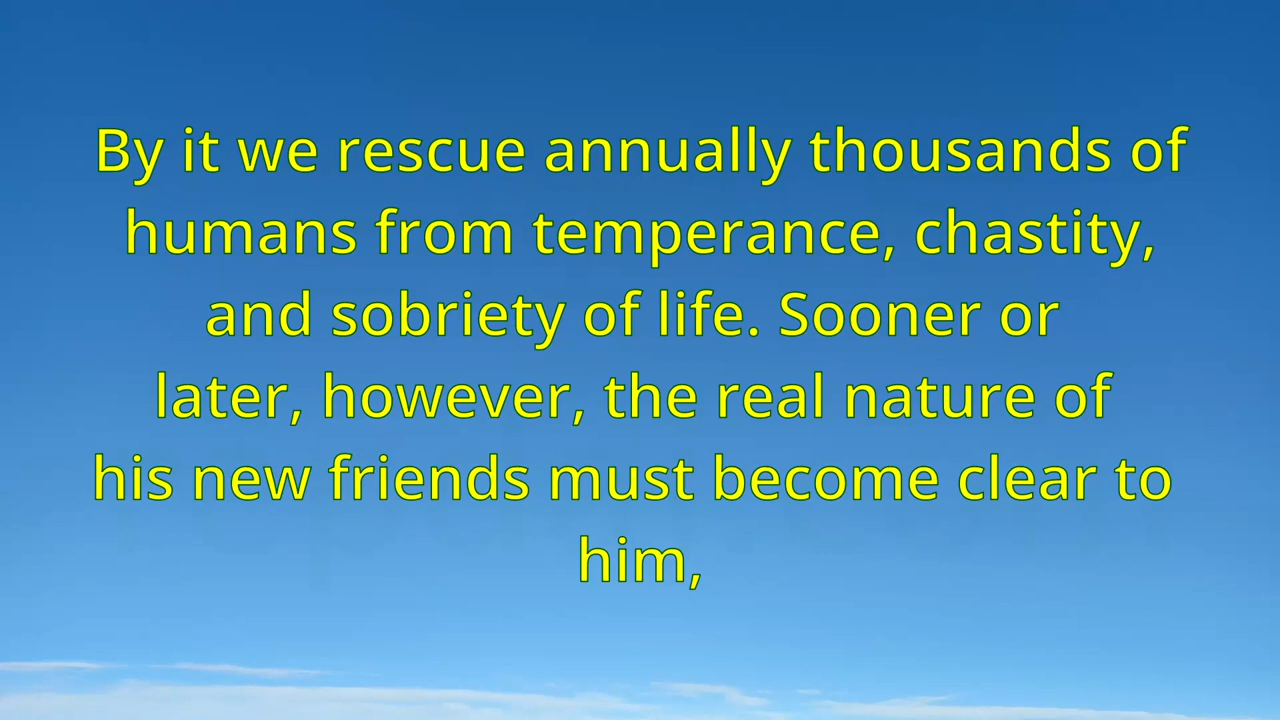 By it we rescue annually thousands of
humans from temperance, chastity,
and sobriety of life. Sooner or
later, however, the real nature of
his new friends must become clear to
him,